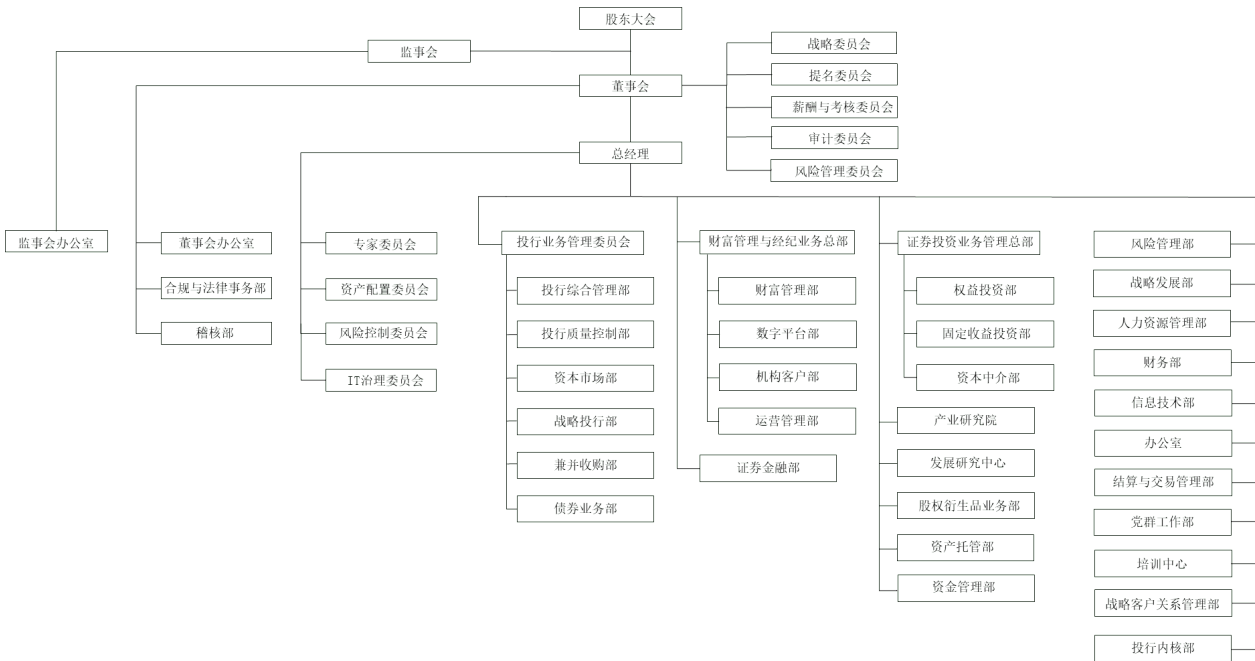 股东大会
监事会
董事会
战略委员会
提名委员会
薪酬与考核委员会
审计委员会
风险管理委员会
总经理
监事会办公室
董事会办公室
合规与法律事务部
稽核部
专家委员会
资产配置委员会
风险控制委员会
IT治理委员会
投行业务管理委员会
投行综合管理部
投行质量控制部
资本市场部
战略投行部
兼并收购部
债券业务部
财富管理与经纪业务总部
财富管理部
数字平台部
机构客户部
运营管理部
证券金融部
证券投资业务管理总部
权益投资部
固定收益投资部
资本中介部
产业研究院
发展研究中心
股权衍生品业务部
资产托管部
资金管理部
风险管理部
战略发展部
人力资源管理部
财务部
信息技术部
办公室
结算与交易管理部
党群工作部
培训中心
战略客户关系管理部
投行内核部